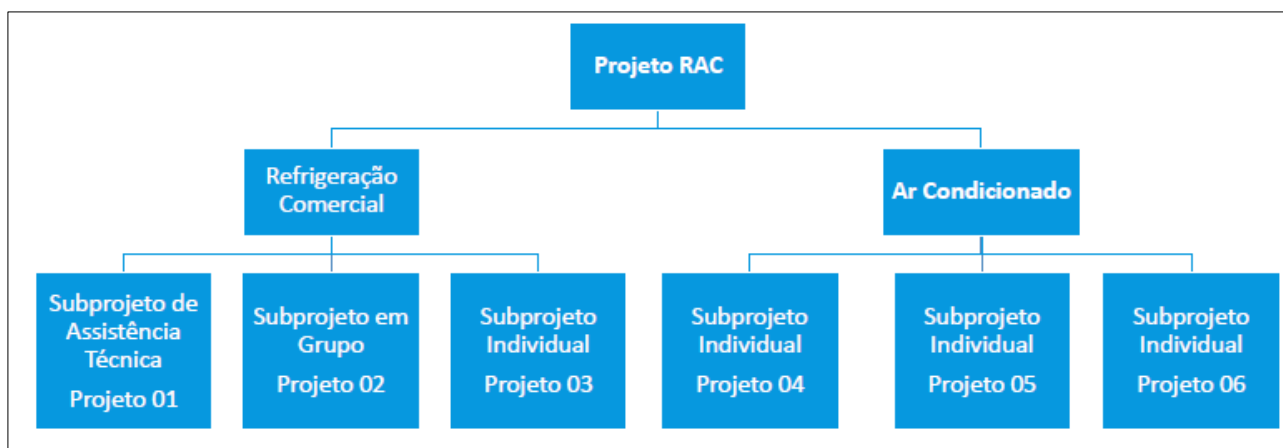 Projeto RAC
Refrigeração
Comercial
Ar Condicionado
Subprojeto de
Assistência
Técnica
Projeto 01
Subprojeto em
Grupo
Projeto 02
Subprojeto
Individual
Projeto 03
Subprojeto
Individual
Projeto 04
Subprojeto
Individual
Projeto 05
Subprojeto
Individual
Projeto 06